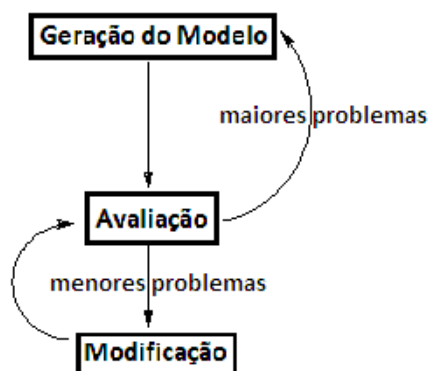 Geração do Modelo
maiores problemas
Avaliação
menores problemas
Modificação